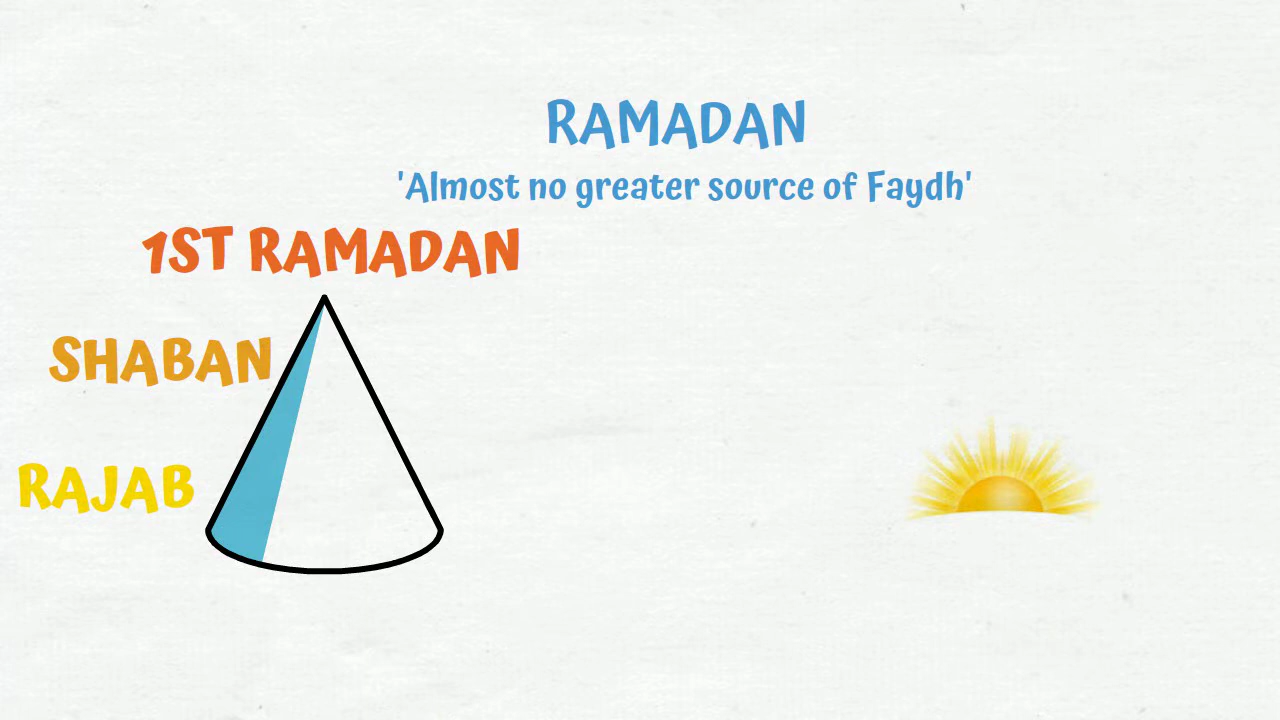 RAMADAN
'Almost no greater source of Faydh'
1ST RAMADAN
SHABAN
RAJAB